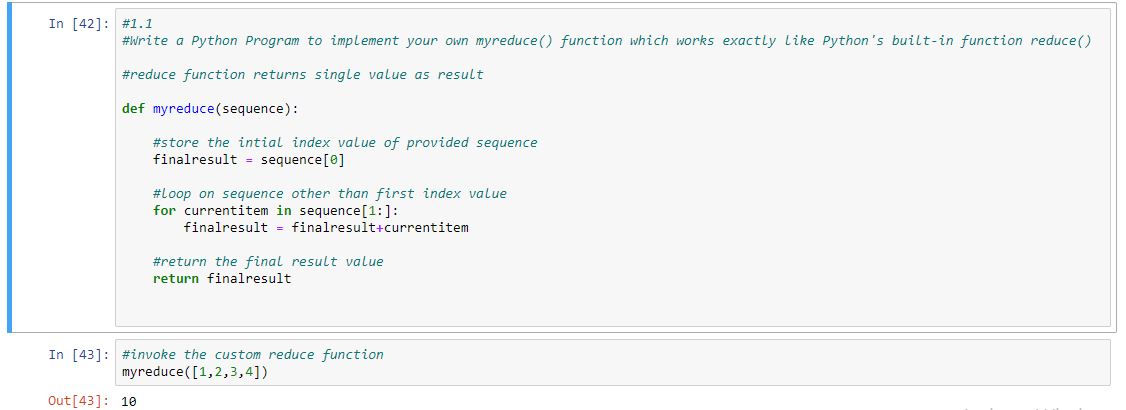 In [42]: #1.1
#Write a Python Program to implement your own myreduce() function which works exactly like Python's built-in function reduce()
#reduce function returns single value as result
def myreduce(sequence):
#store the intial index value of provided sequence
finalresult = sequence[0]
#loop on sequence other than first index value
for currentitem in sequence[1:]:
finalresult = finalresult+currentitem
#return the final result value
return finalresult
In [43]: #invoke the custom reduce function
myreduce([1,2,3,4])
Out[43]: 10